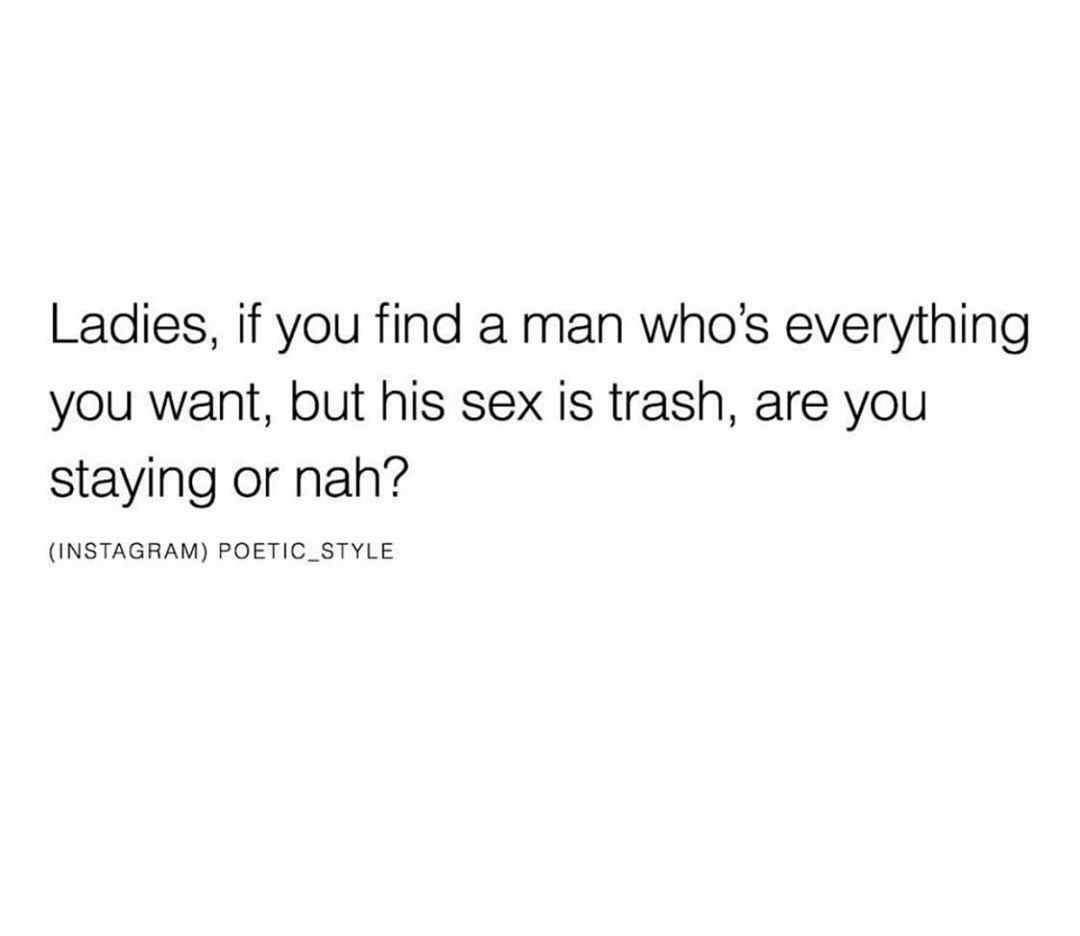 Ladies, if you find a man who's everything
you want, but his sex is trash, are you
staying or nah?
(INSTAGRAM) POETIC_STYLE